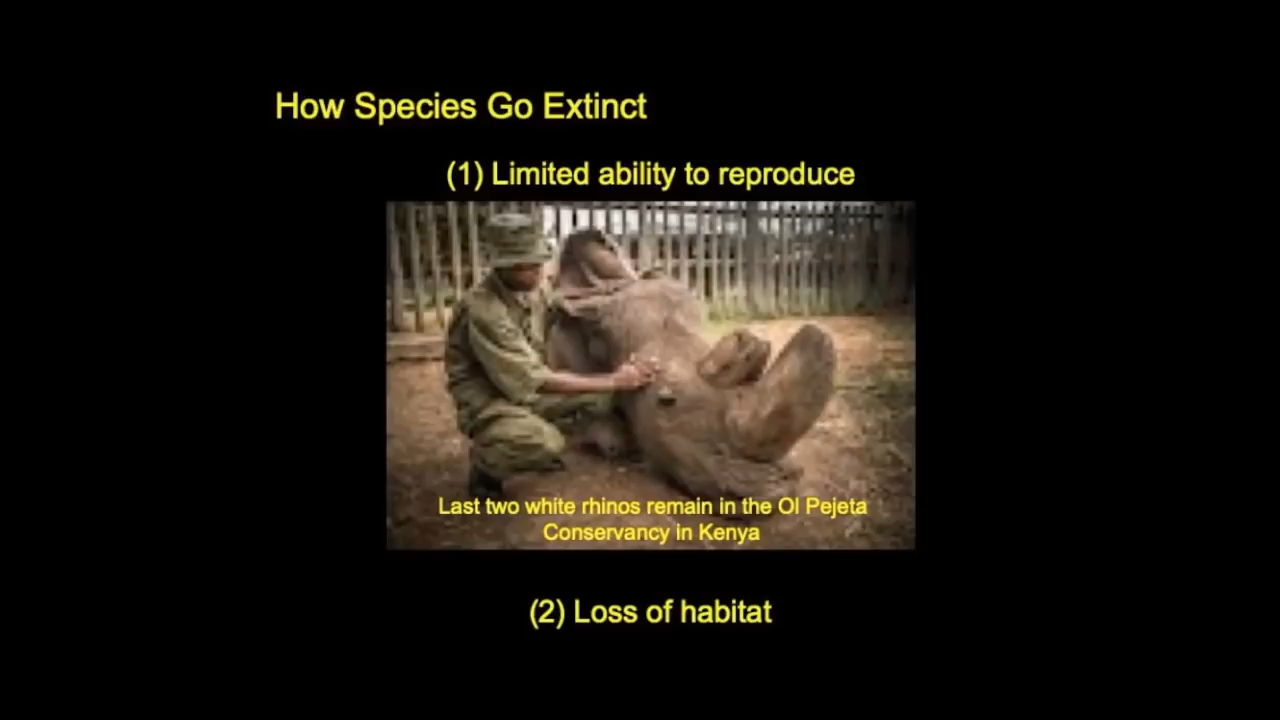 How Species Go Extinct
(1) Limited ability to reproduce
Last two white rhinos remain in the Ol Pejeta
Conservancy in Kenya
(2) Loss of habitat